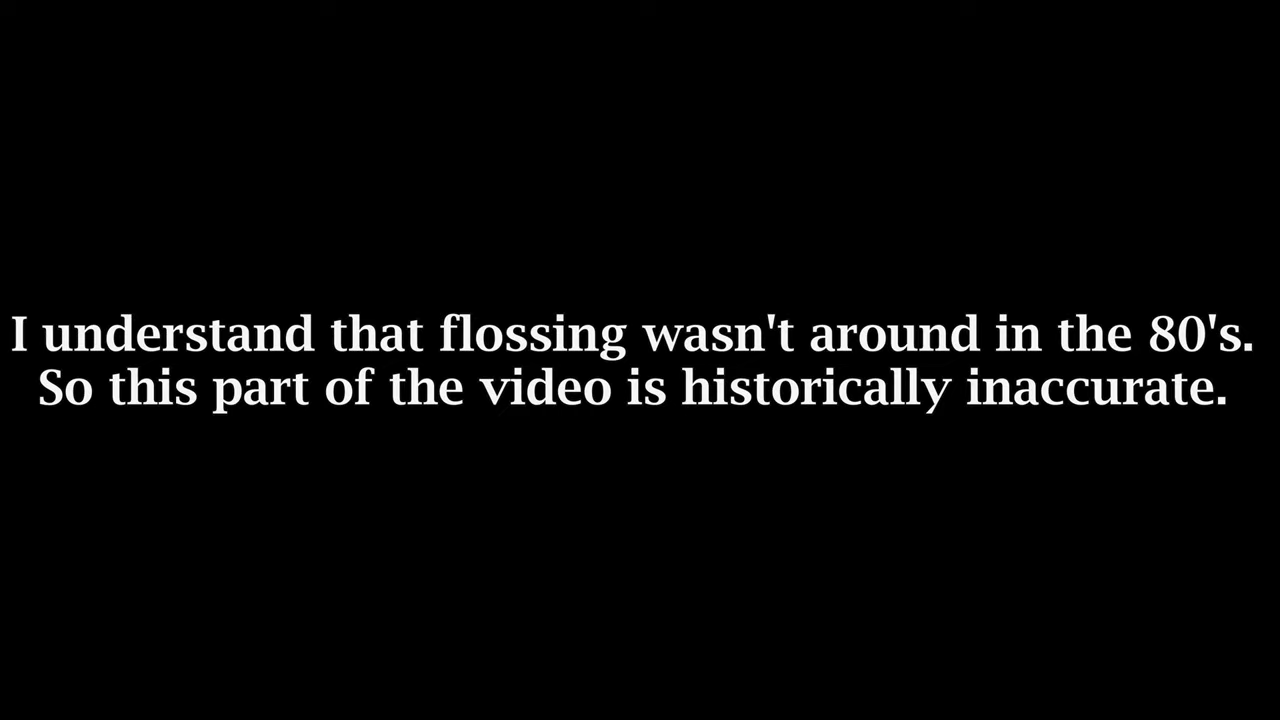 I understand that flossing wasn't around in the 80's.
So this part of the video is historically inaccurate.